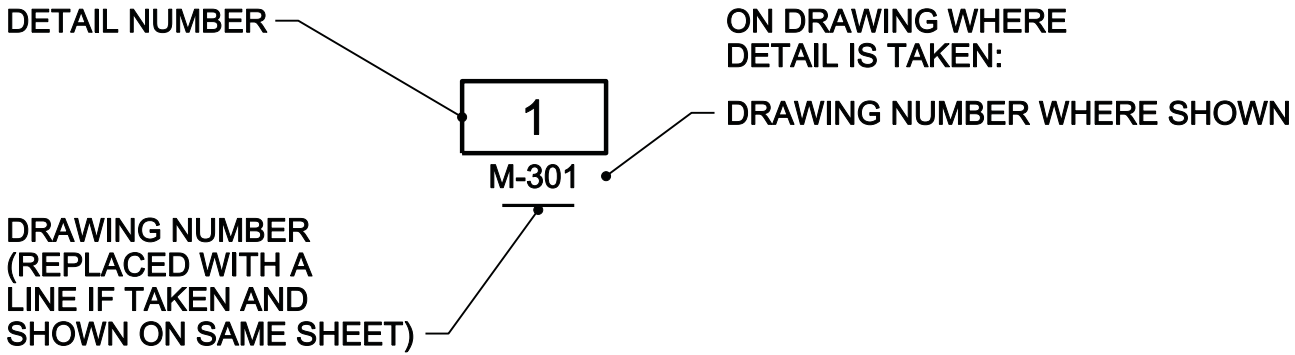 DETAIL NUMBER
ON DRAWING WHERE
DETAIL IS TAKEN:
1
DRAWING NUMBER WHERE SHOWN
M-301
DRAWING NUMBER
(REPLACED WITH A
LINE IF TAKEN AND
SHOWN ON SAME SHEET)